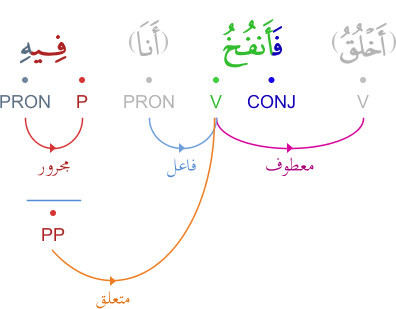 (أَخْلُقُ) فَأَنفُخُ (أَنَا) فِيهِ
V CONJ V PRON P PRON
معطوف فاعل مجرور
PP
متعلق